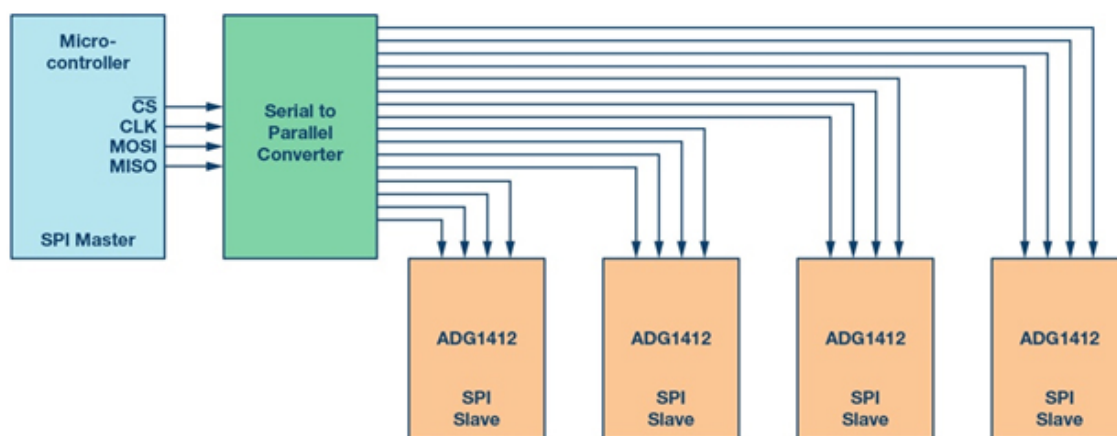 Micro-
controller
CS
CLK
MOSI
MISO
SPI Master
Serial to
Parallel
Converter
ADG1412
SPI
Slave
ADG1412
SPI
Slave
ADG1412
SPI
Slave
ADG1412
SPI
Slave